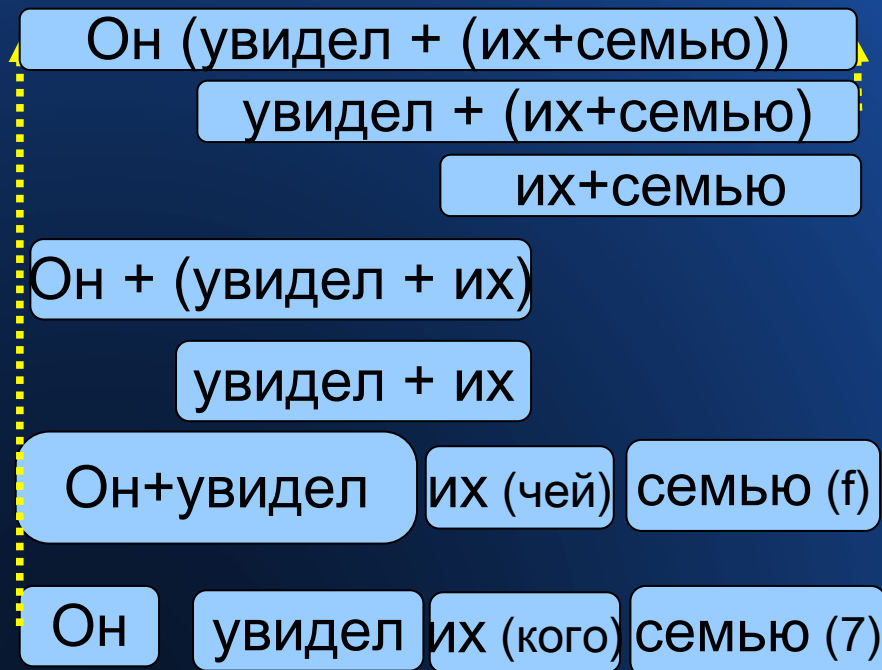 Он (увидел + (их+семью))
увидел + (их+семью)
их+семью
Он + (увидел + их)
увидел + их
Он+увидел их (чей) семью (f)
Он увидел их (кого) семью (7)